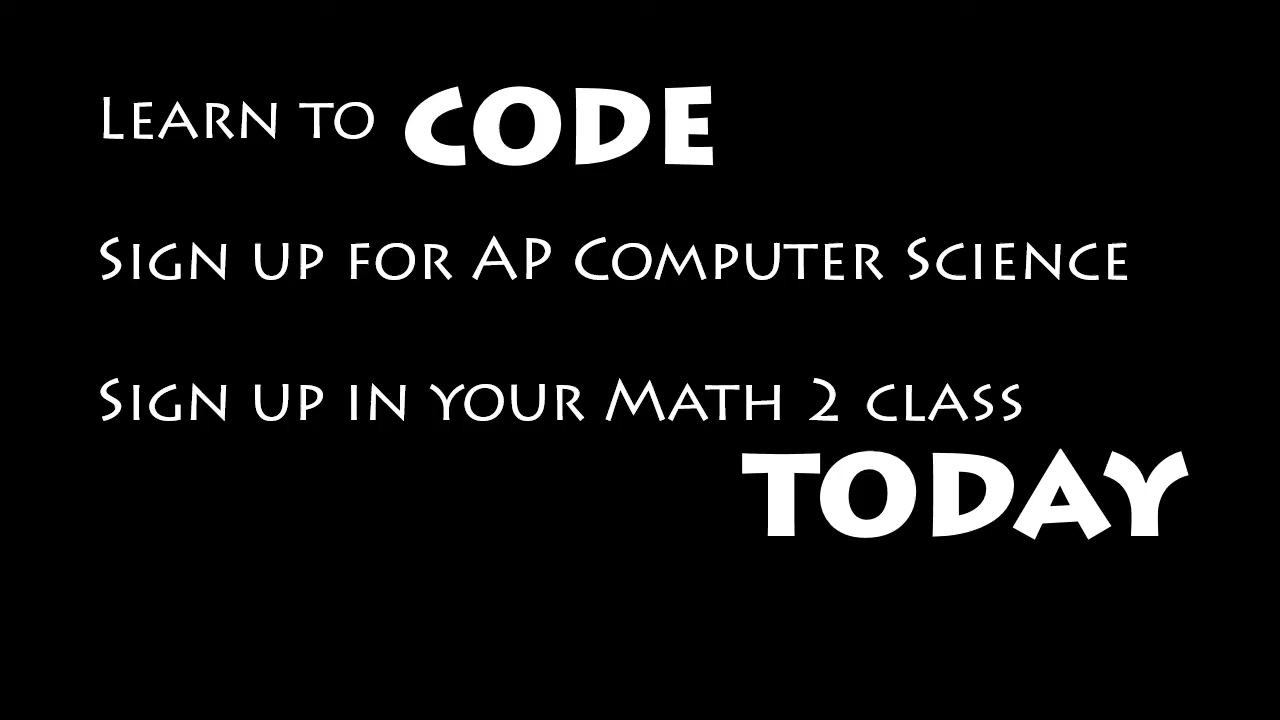 Learn to CODE
Sign up for AP Computer Science
Sign up in your Math 2 class
TODAY